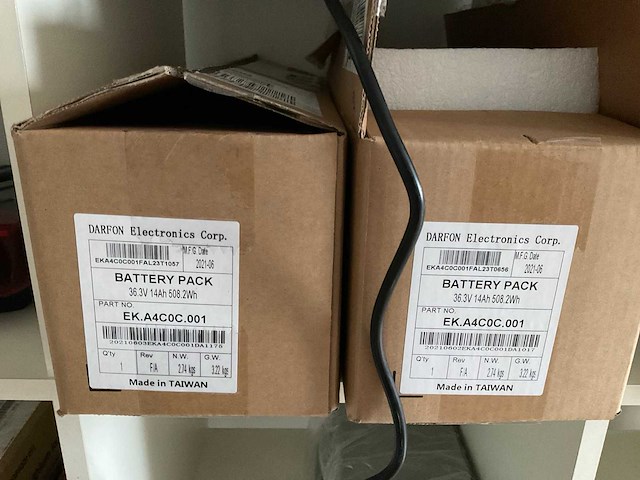 DARFON Electronics Corp.
M.F.G. Date
EKA4C0C001FAL23T1057
2021-06
BATTERY PACK
36.3V 14Ah 508.2Wh
PART NO.
EK.A4C0C.001
20210603EKA4C0C001DA1176
Q'ty Rev N.W. G.W.
1 F/A 2.74 kgs 3.22 kgs
Made in TAIWAN
DARFON Electronics Corp.
M.F.G. Date
EKA4C0C001FAL23T0656
2021-06
BATTERY PACK
36.3V 14Ah 508.2Wh
PART NO.
EK.A4C0C.001
20210602EKA4C0C001DA1017
Q'ty Rev N.W. G.W.
1 F/A 2.74 kgs 3.22 kgs
Made in TAIWAN